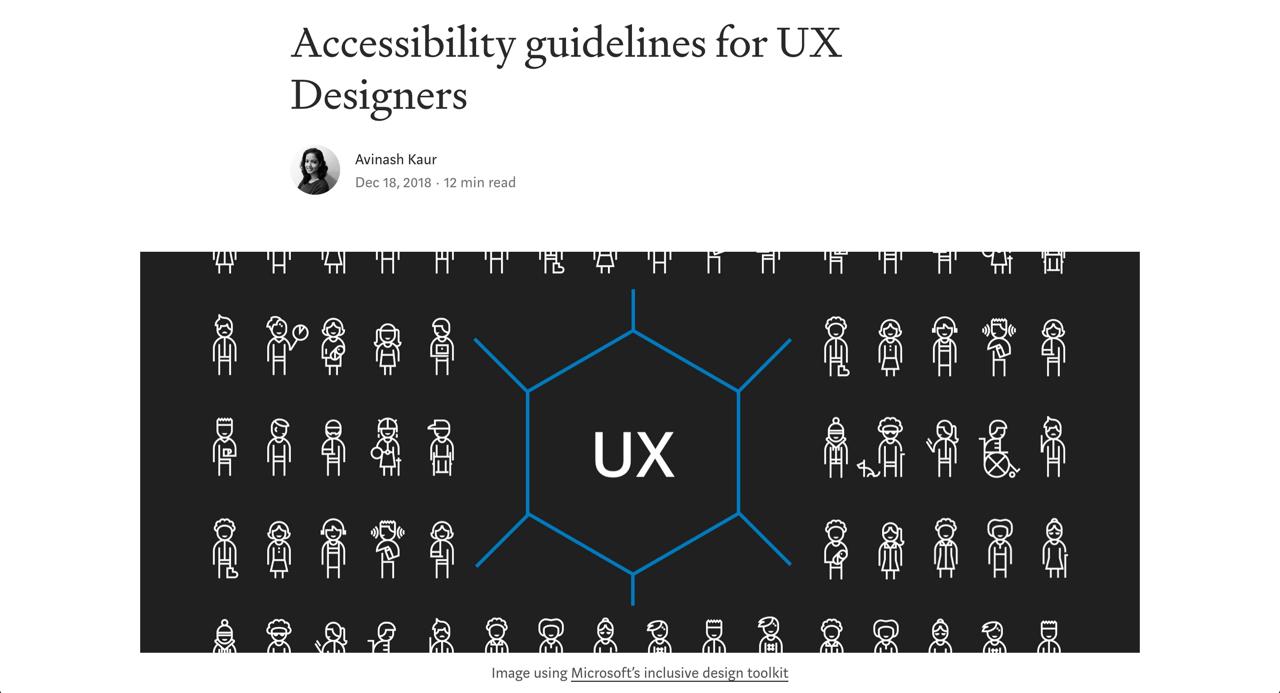 Accessibility guidelines for UX
Designers
Avinash Kaur
Dec 18, 2018 · 12 min read
UX
Image using Microsoft's inclusive design toolkit